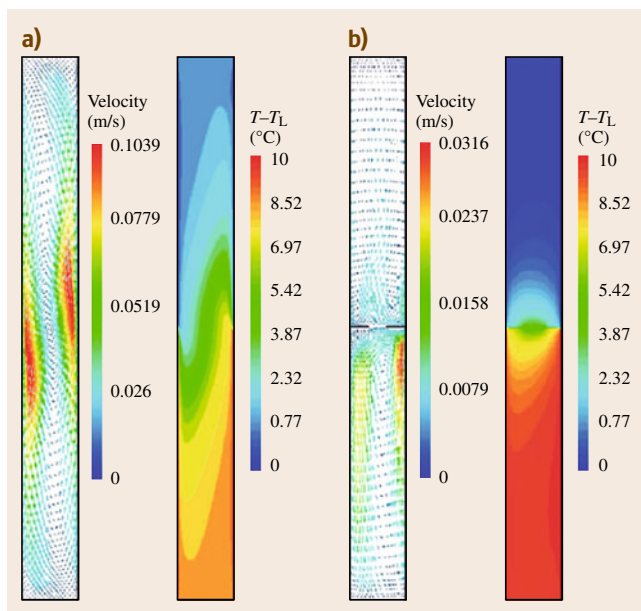 a)
Velocity
(m/s)
0.1039
0.0779
0.0519
0.026
0
T–T_L
(°C)
10
8.52
6.97
5.42
3.87
2.32
0.77
0
b)
Velocity
(m/s)
0.0316
0.0237
0.0158
0.0079
0
T–T_L
(°C)
10
8.52
6.97
5.42
3.87
2.32
0.77
0